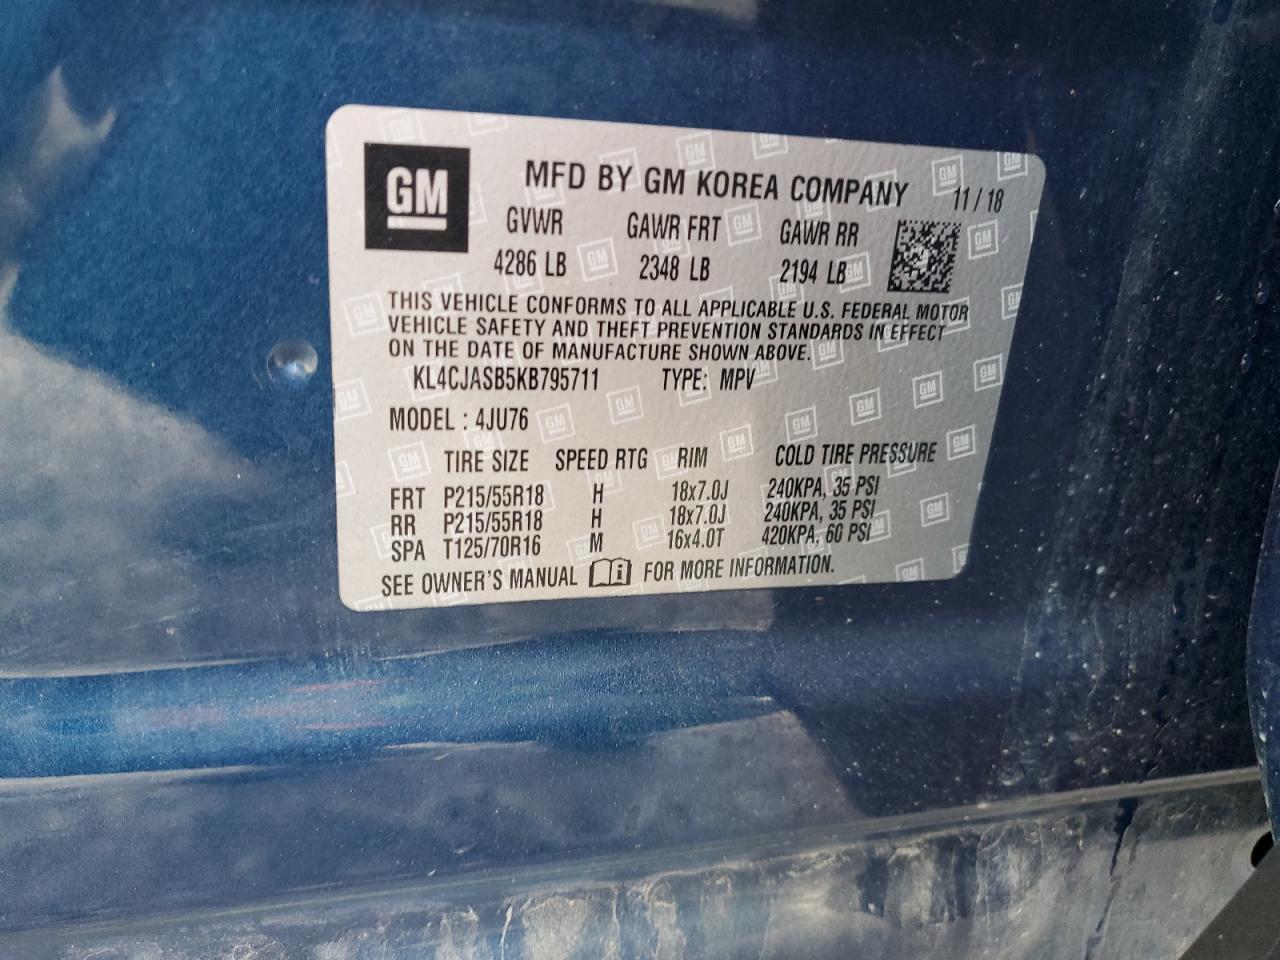 GM
MFD BY GM KOREA COMPANY 11 / 18
GVWR GAWR FRT GAWR RR
4286 LB 2348 LB 2194 LB
THIS VEHICLE CONFORMS TO ALL APPLICABLE U.S. FEDERAL MOTOR
VEHICLE SAFETY AND THEFT PREVENTION STANDARDS IN EFFECT
ON THE DATE OF MANUFACTURE SHOWN ABOVE.
KL4CJASB5KB795711 TYPE: MPV
MODEL : 4JU76
TIRE SIZE SPEED RTG RIM COLD TIRE PRESSURE
FRT P215/55R18 H 18x7.0J 240KPA, 35 PSI
RR P215/55R18 H 18x7.0J 240KPA, 35 PSI
SPA T125/70R16 M 16x4.0T 420KPA, 60 PSI
SEE OWNER'S MANUAL FOR MORE INFORMATION.